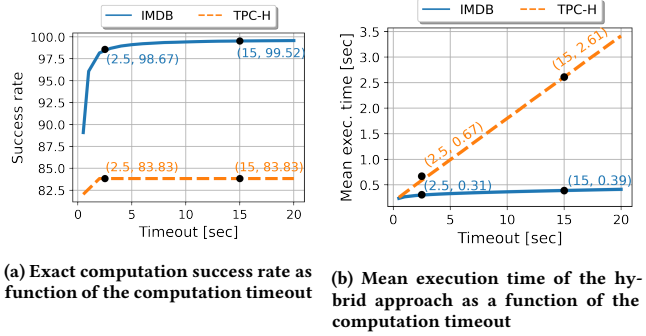 IMDB TPC-H
100.0
97.5
95.0
92.5
90.0
87.5
85.0
82.5
Success rate
(2.5, 98.67)
(15, 99.52)
(2.5, 83.83)
(15, 83.83)
0 5 10 15 20
Timeout [sec]
(a) Exact computation success rate as
function of the computation timeout
IMDB TPC-H
3.5
3.0
2.5
2.0
1.5
1.0
0.5
Mean exec. time [sec]
(15, 2.61)
(2.5, 0.67)
(2.5, 0.31)
(15, 0.39)
0 5 10 15 20
Timeout [sec]
(b) Mean execution time of the hy-
brid approach as a function of the
computation timeout